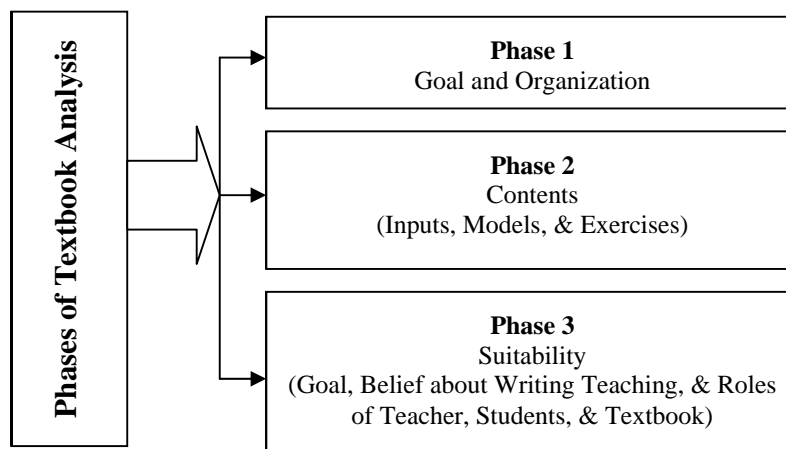 Phases of Textbook Analysis
Phase 1
Goal and Organization
Phase 2
Contents
(Inputs, Models, & Exercises)
Phase 3
Suitability
(Goal, Belief about Writing Teaching, & Roles
of Teacher, Students, & Textbook)